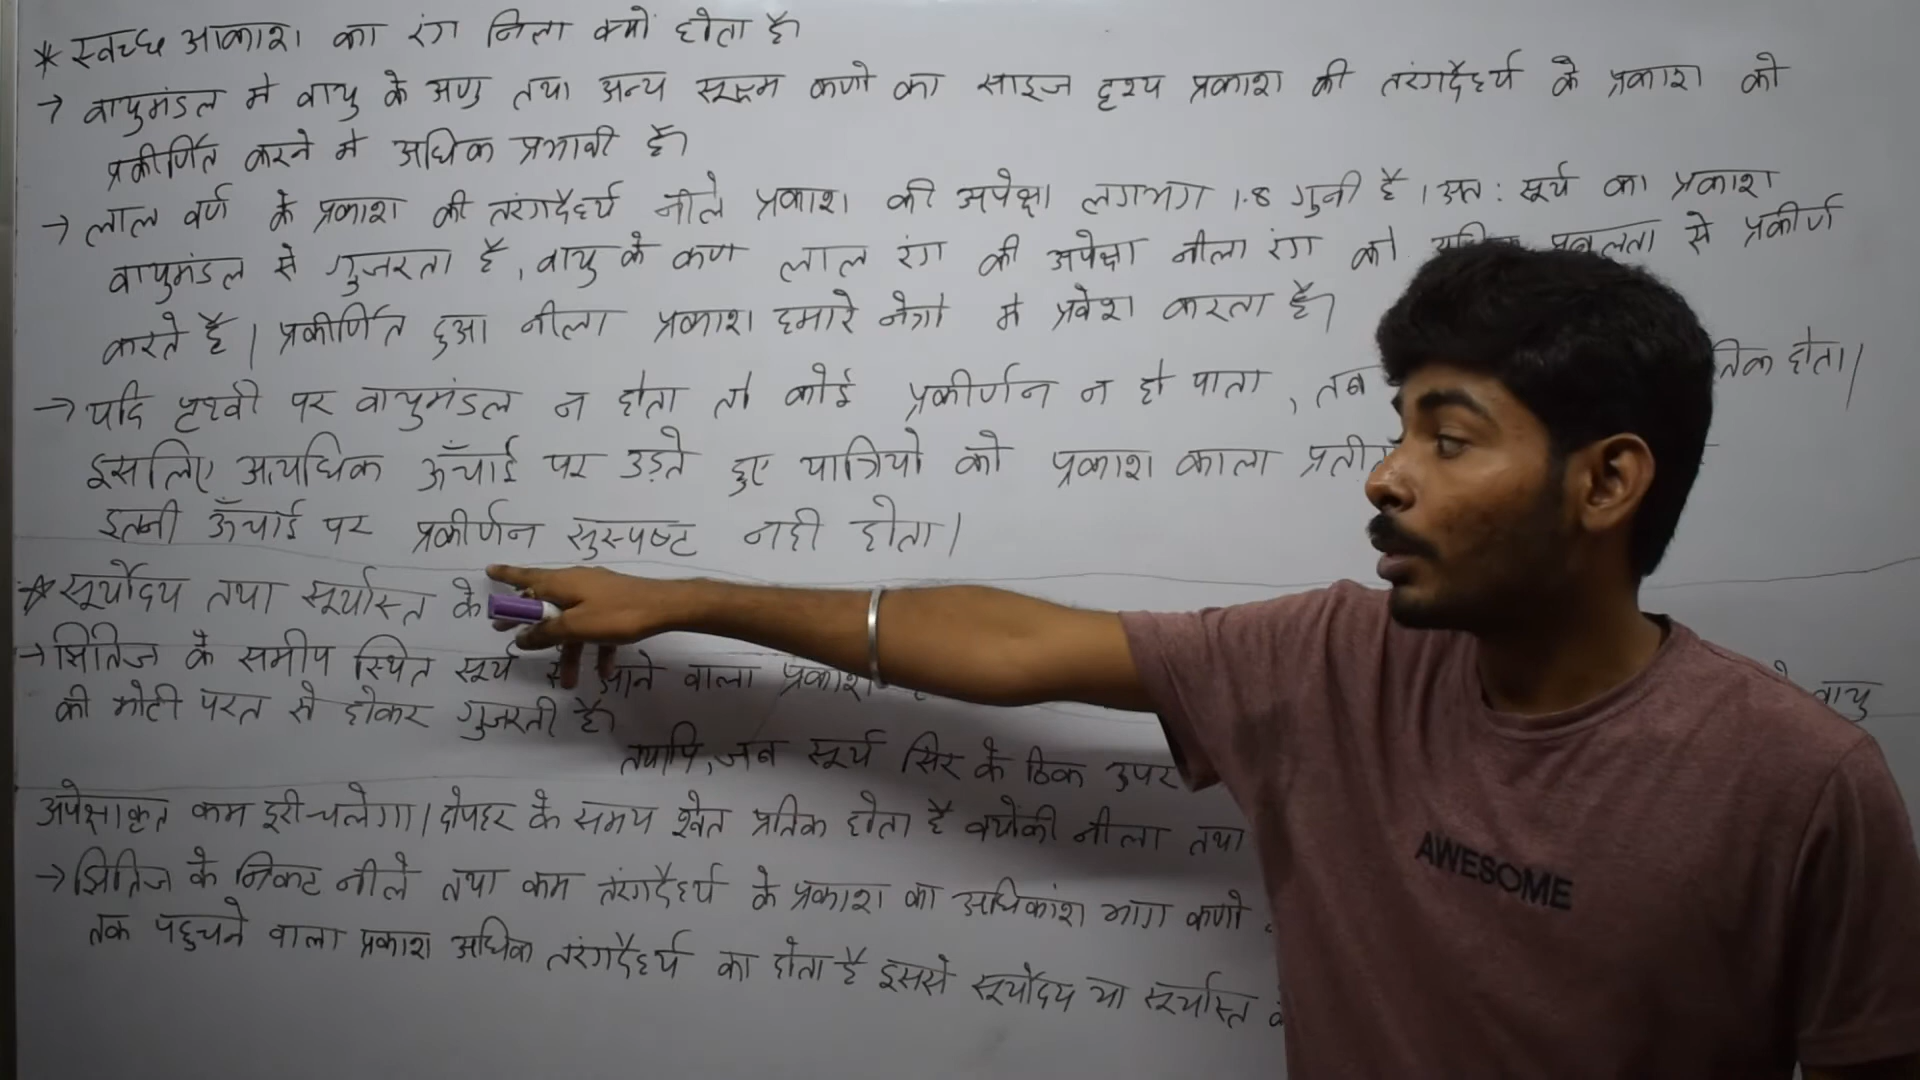 * स्वच्छ आकाश का रंग निला क्यों होता है।
→ वायुमंडल मे वायु के अणु तथा अन्य सूक्ष्म कणो का साइज दृश्य प्रकाश की तरंगदैर्ध्य के प्रकाश को
प्रकीर्णित करने मे अधिक प्रभावी है।
→ लाल वर्ण के प्रकाश की तरंगदैर्ध्य नीले प्रकाश की अपेक्षा लगभग 1.8 गुनी है। अत: सूर्य का प्रकाश
वायुमंडल से गुजरता है, वायु के कण लाल रंग की अपेक्षा नीला रंग को प्रबलता से प्रकीर्ण
करते है। प्रकीर्णित हुआ नीला प्रकाश हमारे नेत्रो मे प्रवेश करता है।
→ यदि पृथ्वी पर वायुमंडल न होता तो कोई प्रकीर्णन न हो पाता, तब होता।
इसलिए अत्यधिक ऊँचाई पर उड़ते हुए यात्रियो को प्रकाश काला
इतनी ऊँचाई पर प्रकीर्णन सुस्पष्ट नही होता।
* सूर्योदय तथा सूर्यास्त के
→ क्षितिज के समीप स्थित सूर्य से आने वाला प्रकाश वायु
की मोटी परत से होकर गुजरती है।
तथापि, जब सूर्य सिर के ठिक उपर
अपेक्षाकृत कम दूरी चलेगा। दोपहर के समय श्वेत प्रतिक होता है क्योंकी नीला तथा
→ क्षितिज के निकट नीले तथा कम तंरगदैर्ध्य के प्रकाश का अधिकांश भाग कणो
तक पहुचने वाला प्रकाश अधिक तरंगदैर्ध्य का होता है इससे सूर्योदय या सूर्यास्त
AWESOME